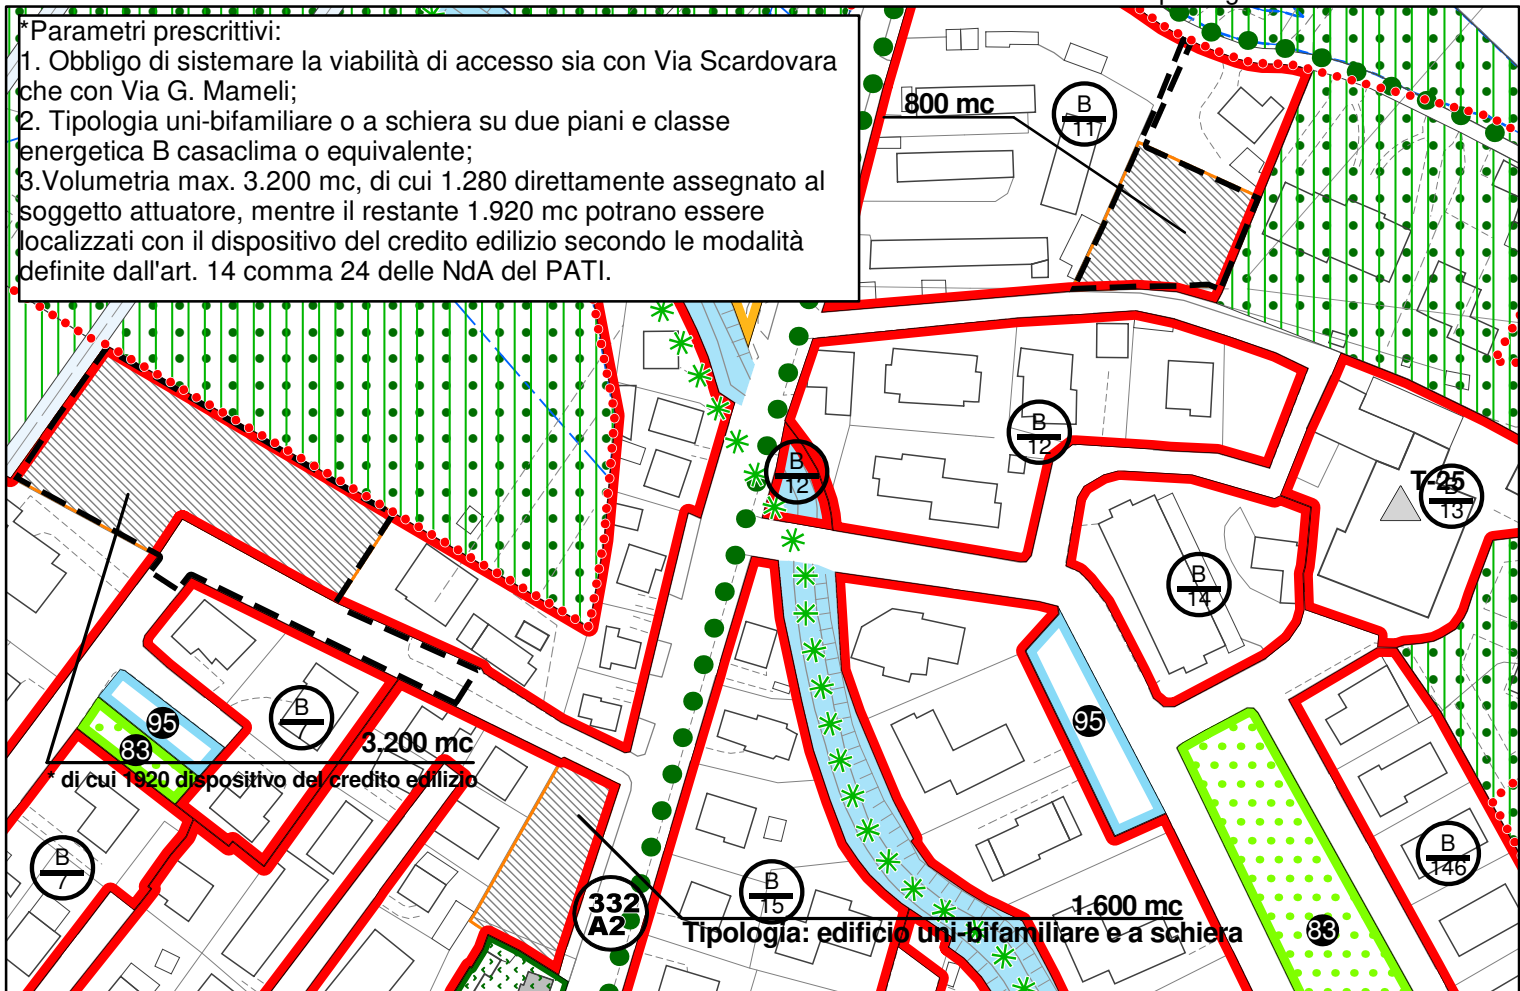 *Parametri prescrittivi:
1. Obbligo di sistemare la viabilità di accesso sia con Via Scardovara
che con Via G. Mameli;
2. Tipologia uni-bifamiliare o a schiera su due piani e classe
energetica B casaclima o equivalente;
3.Volumetria max. 3.200 mc, di cui 1.280 direttamente assegnato al
soggetto attuatore, mentre il restante 1.920 mc potrano essere
localizzati con il dispositivo del credito edilizio secondo le modalità
definite dall'art. 14 comma 24 delle NdA del PATI.
800 mc
B
11
B
12
B
12
T-25
B
13
B
14
95
83
B
3.200 mc
* di cui 1920 dispositivo del credito edilizio
95
B
7
332
A2
B
15
1.600 mc
Tipologia: edificio uni-bifamiliare e a schiera
B
146
83